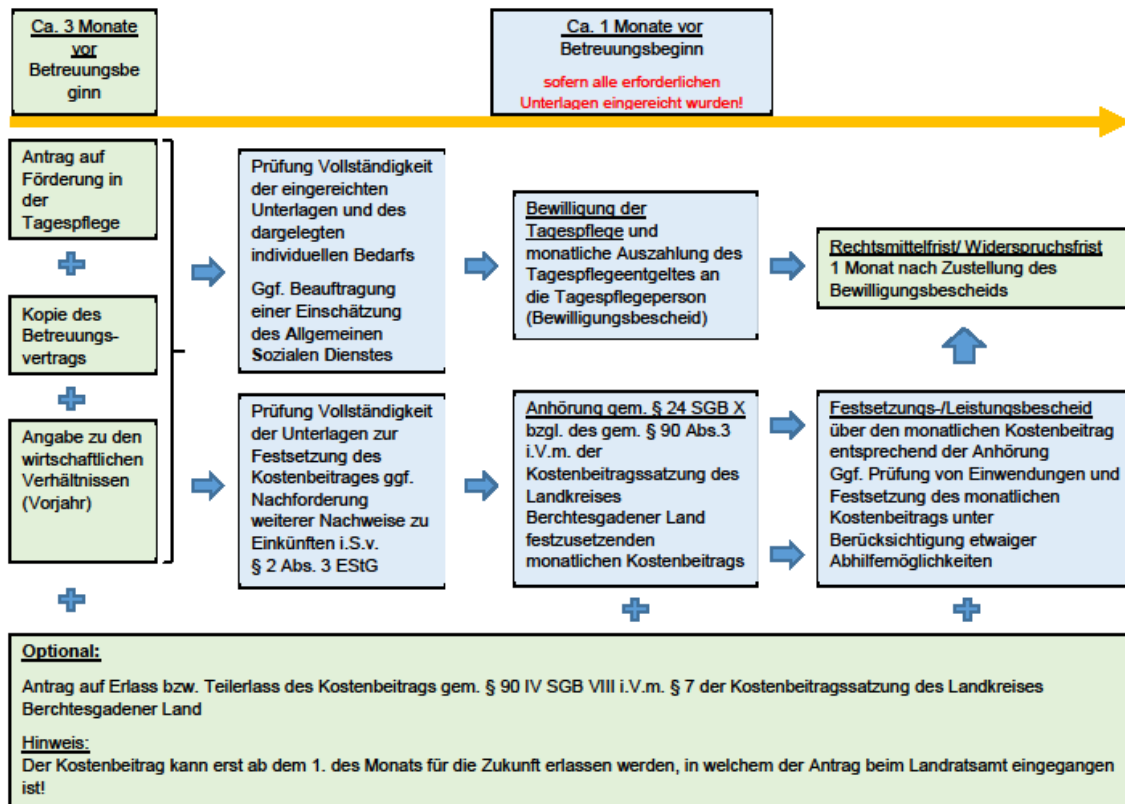 Ca. 3 Monate
vor
Betreuungsbe
ginn
Ca. 1 Monate vor
Betreuungsbeginn
sofern alle erforderlichen
Unterlagen eingereicht wurden!
Antrag auf
Förderung in
der
Tagespflege
Kopie des
Betreuungs-
vertrags
Angabe zu den
wirtschaftlichen
Verhältnissen
(Vorjahr)
Prüfung Vollständigkeit
der eingereichten
Unterlagen und des
dargelegten
individuellen Bedarfs
Ggf. Beauftragung
einer Einschätzung
des Allgemeinen
Sozialen Dienstes
Bewilligung der
Tagespflege und
monatliche Auszahlung des
Tagespflegeentgeltes an
die Tagespflegeperson
(Bewilligungsbescheid)
Rechtsmittelfrist/ Widerspruchsfrist
1 Monat nach Zustellung des
Bewilligungsbescheids
Prüfung Vollständigkeit
der Unterlagen zur
Festsetzung des
Kostenbeitrages ggf.
Nachforderung
weiterer Nachweise zu
Einkünften i.S.v.
§ 2 Abs. 3 EStG
Anhörung gem. § 24 SGB X
bzgl. des gem. § 90 Abs.3
i.V.m. der
Kostenbeitragssatzung des
Landkreises
Berchtesgadener Land
festzusetzenden
monatlichen Kostenbeitrags
Festsetzungs-/Leistungsbescheid
über den monatlichen Kostenbeitrag
entsprechend der Anhörung
Ggf. Prüfung von Einwendungen und
Festsetzung des monatlichen
Kostenbeitrags unter
Berücksichtigung etwaiger
Abhilfemöglichkeiten
Optional:
Antrag auf Erlass bzw. Teilerlass des Kostenbeitrags gem. § 90 IV SGB VIII i.V.m. § 7 der Kostenbeitragssatzung des Landkreises
Berchtesgadener Land
Hinweis:
Der Kostenbeitrag kann erst ab dem 1. des Monats für die Zukunft erlassen werden, in welchem der Antrag beim Landratsamt eingegangen
ist!